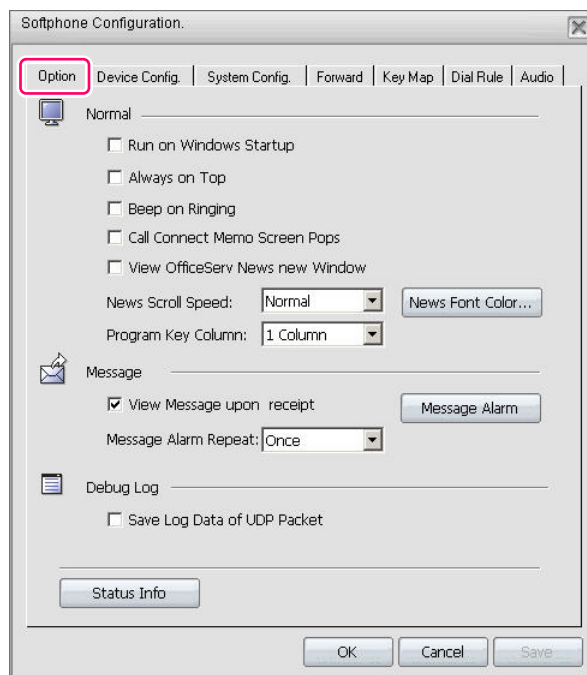 Softphone Configuration.
Option Device Config. System Config. Forward Key Map Dial Rule Audio
Normal
Run on Windows Startup
Always on Top
Beep on Ringing
Call Connect Memo Screen Pops
View OfficeServ News new Window
News Scroll Speed: Normal News Font Color...
Program Key Column: 1 Column
Message
View Message upon receipt Message Alarm
Message Alarm Repeat: Once
Debug Log
Save Log Data of UDP Packet
Status Info
OK Cancel Save